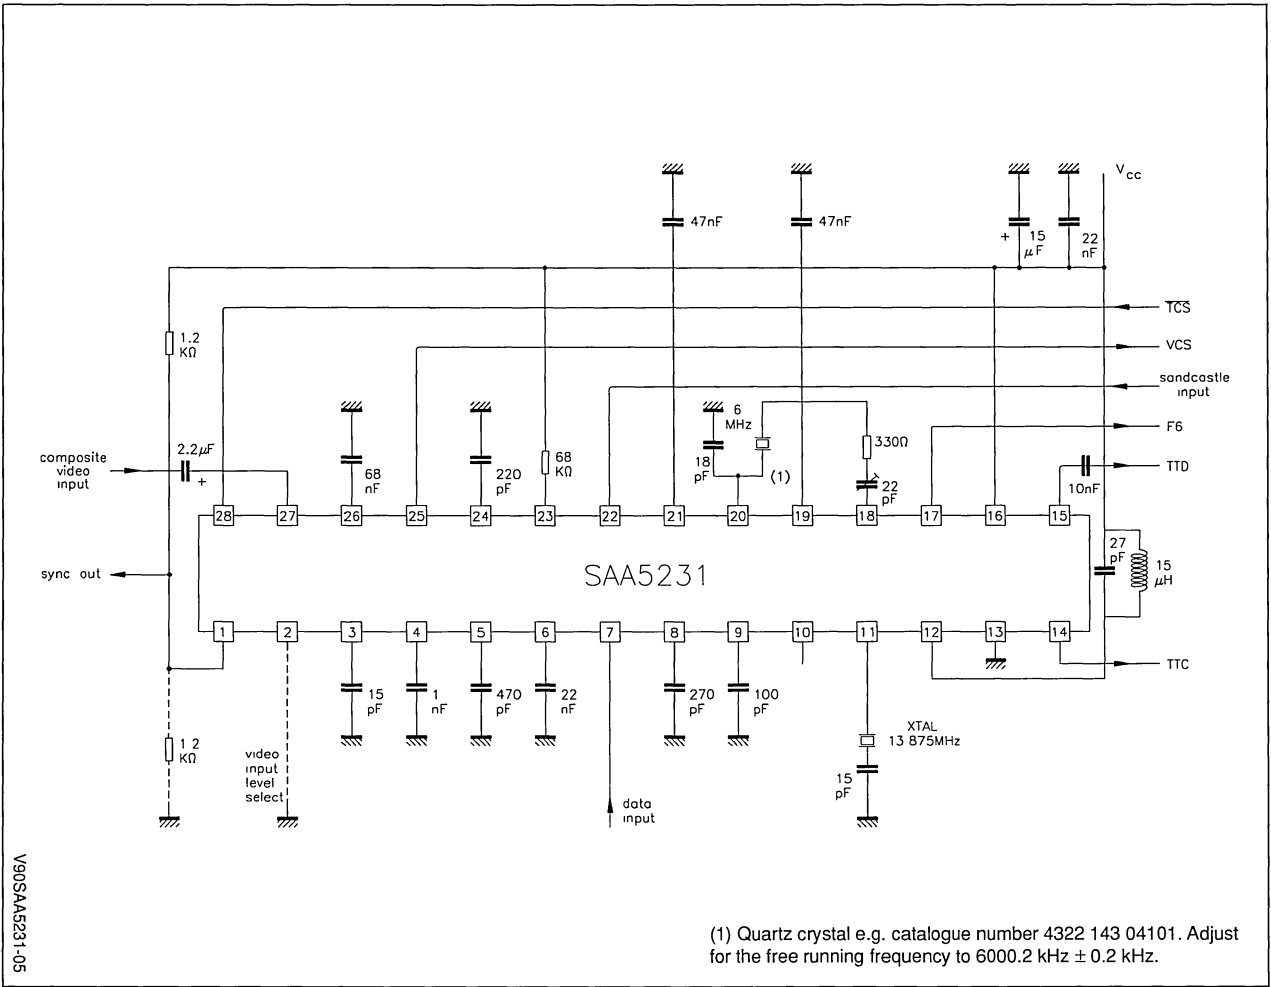 Vcc
47nF
47nF
+ 15
μF
22
nF
TCS
1.2
KΩ
VCS
sandcastle
input
6
MHz
F6
330Ω
composite
video
input
2.2μF
+
68
nF
220
pF
68
KΩ
18
pF
(1)
22
pF
TTD
10nF
28 27 26 25 24 23 22 21 20 19 18 17 16 15
sync out
SAA5231
27
pF
15
μH
1 2 3 4 5 6 7 8 9 10 11 12 13 14
TTC
15
pF
1
nF
470
pF
22
nF
270
pF
100
pF
1 2
KΩ
video
input
level
select
XTAL
13 875MHz
15
pF
data
input
V90SAA5231-05
(1) Quartz crystal e.g. catalogue number 4322 143 04101. Adjust
for the free running frequency to 6000.2 kHz ± 0.2 kHz.